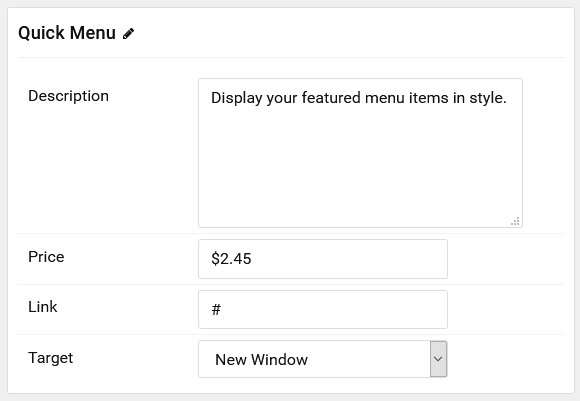 Quick Menu
Description
Display your featured menu items in style.
Price
$2.45
Link
#
Target
New Window